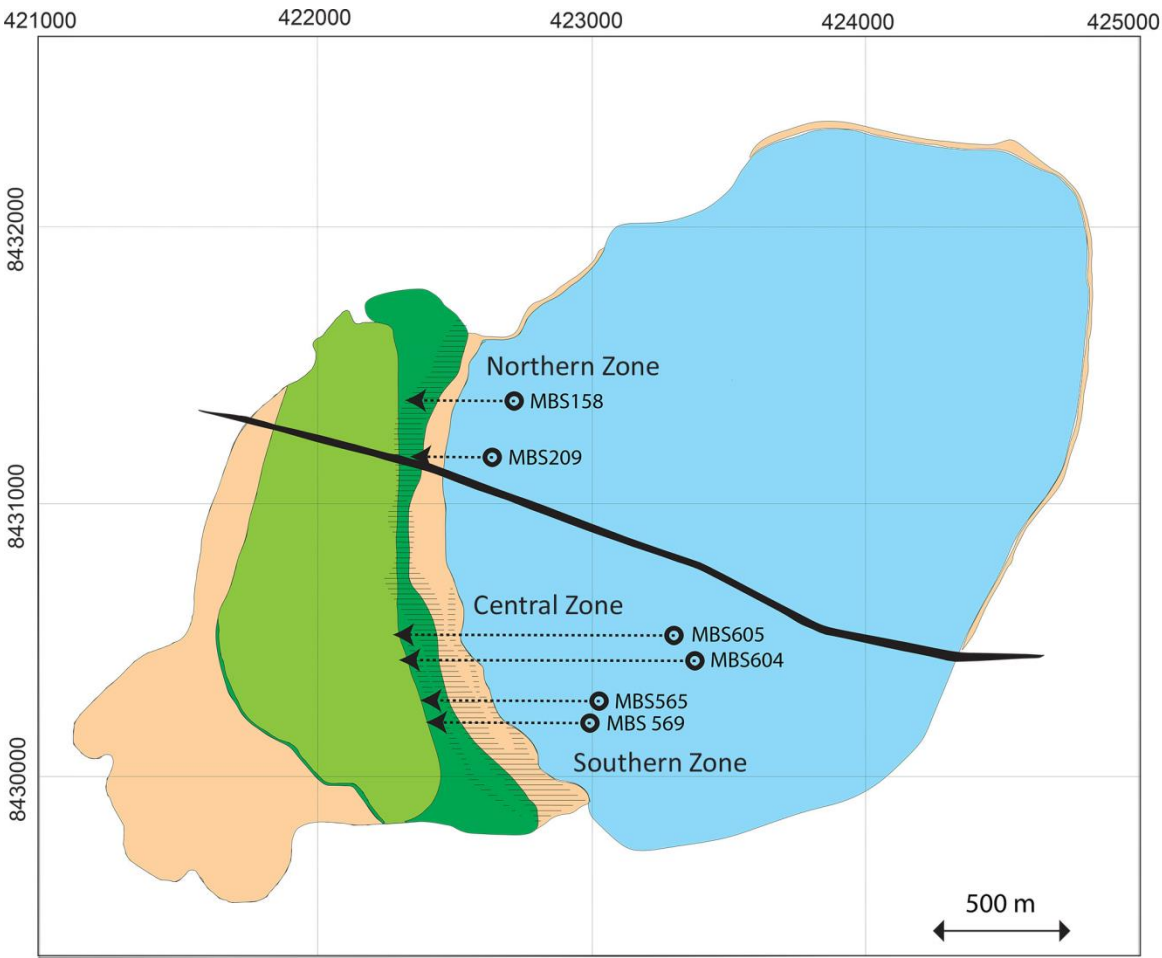 421000
422000
423000
424000
425000
8432000
Northern Zone
MBS158
MBS209
8431000
Central Zone
MBS605
MBS604
MBS565
MBS 569
Southern Zone
8430000
500 m